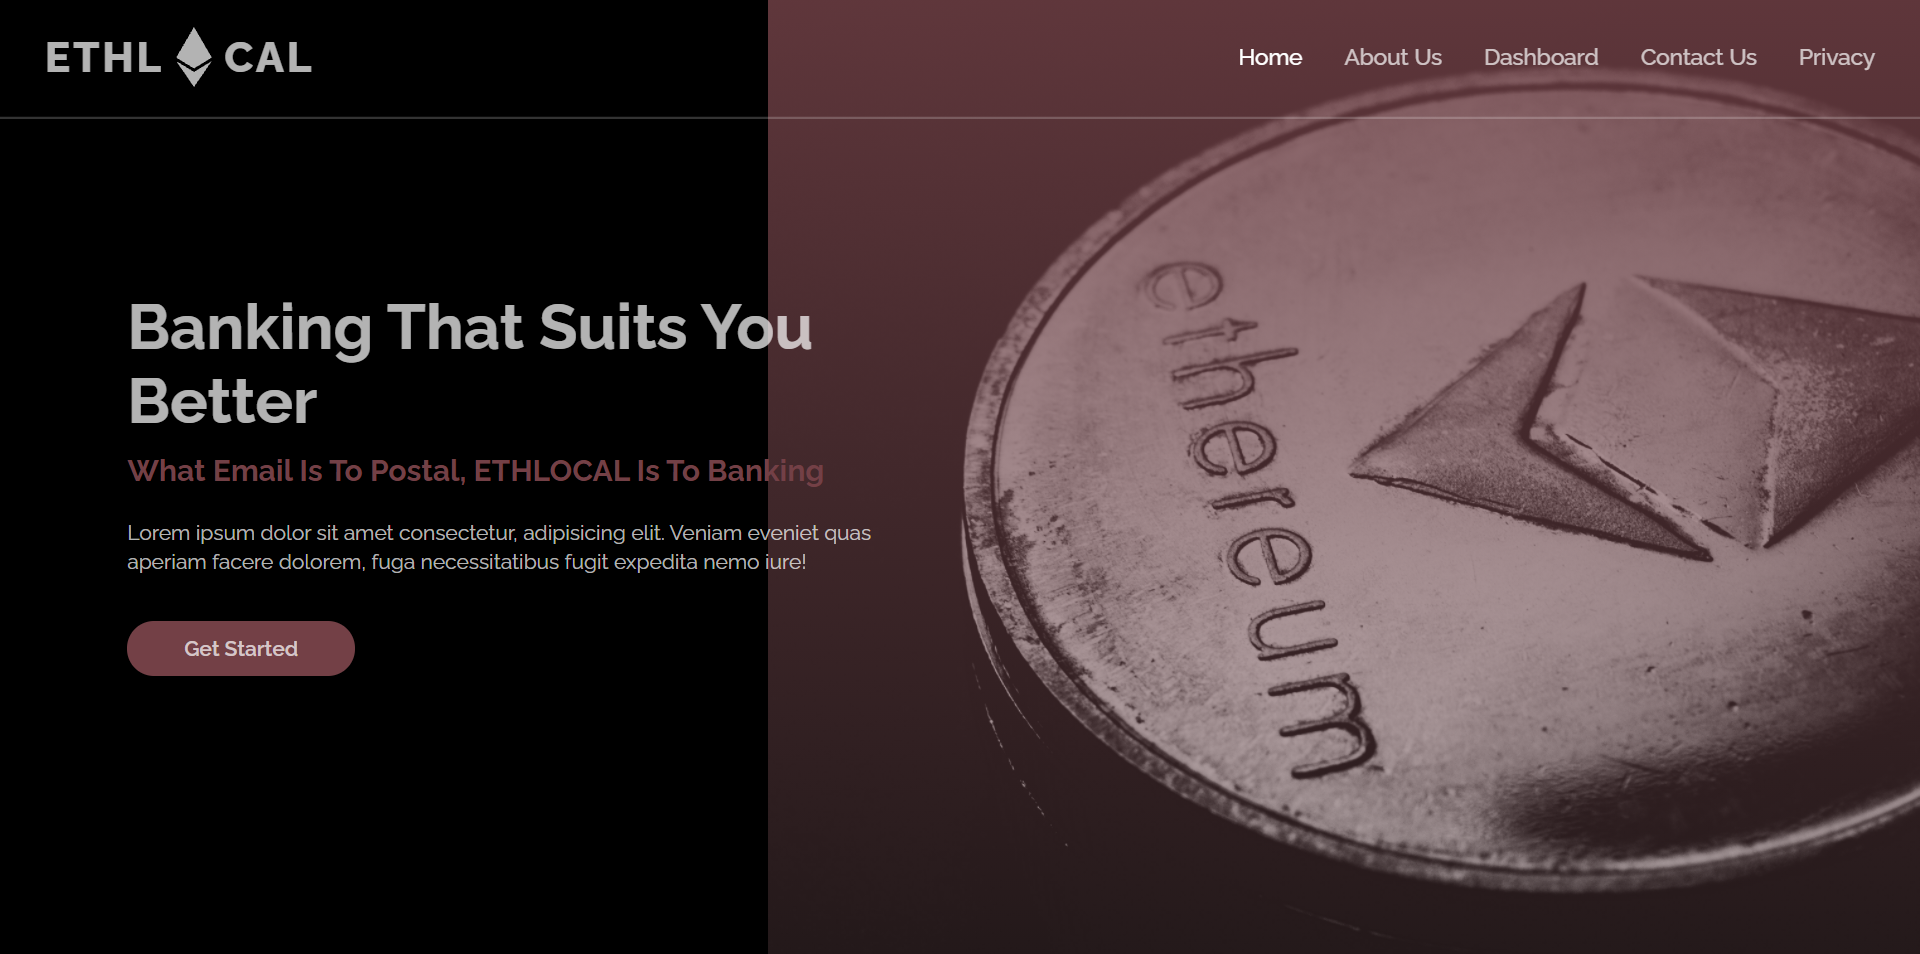 ETHL CAL
Home About Us Dashboard Contact Us Privacy
Banking That Suits You
Better
What Email Is To Postal, ETHLOCAL Is To Banking
Lorem ipsum dolor sit amet consectetur, adipisicing elit. Veniam eveniet quas
aperiam facere dolorem, fuga necessitatibus fugit expedita nemo iure!
Get Started
ethereum